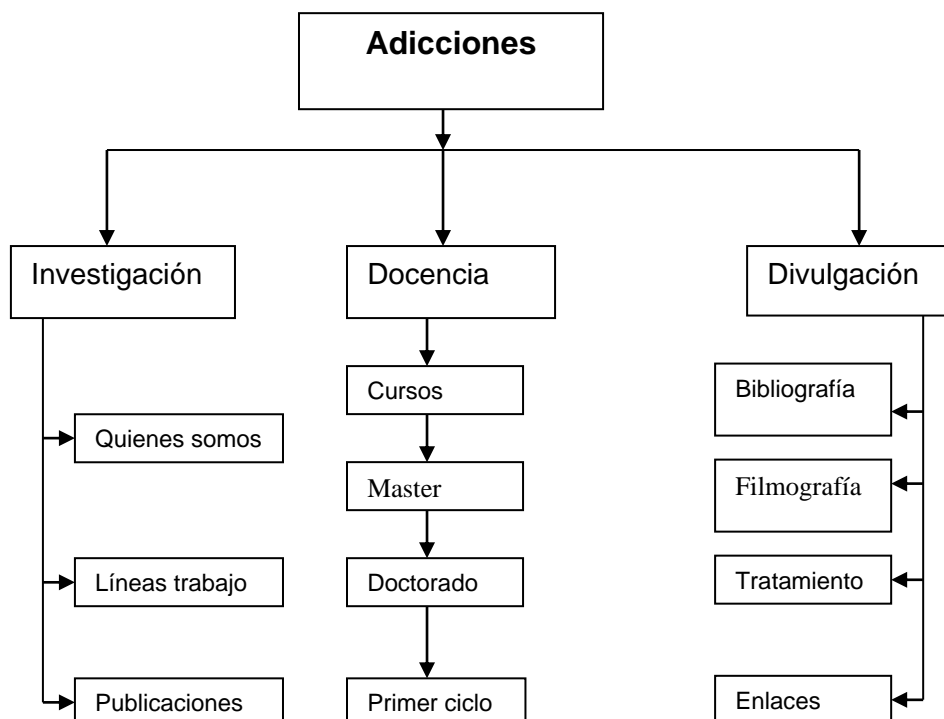 Adicciones
Investigación
Docencia
Divulgación
Cursos
Bibliografía
Quienes somos
Master
Filmografía
Líneas trabajo
Doctorado
Tratamiento
Publicaciones
Primer ciclo
Enlaces